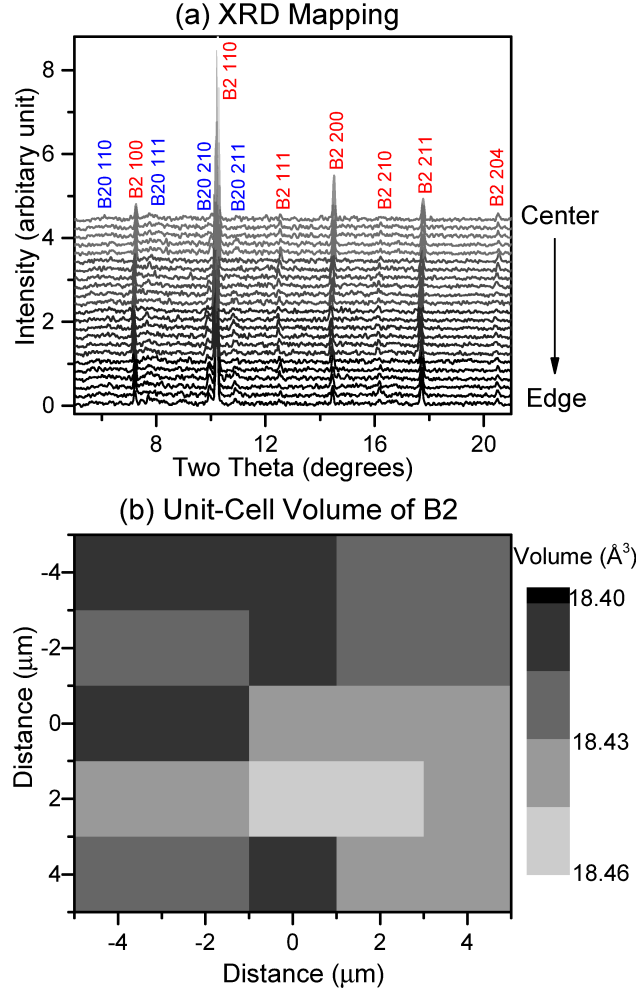 (a) XRD Mapping
Intensity (arbitary unit)
8
6
4
2
0
B20 110
B2 100
B20 111
B20 210
B2 110
B20 211
B2 111
B2 200
B2 210
B2 211
B2 204
Center
Edge
8
12
16
20
Two Theta (degrees)
(b) Unit-Cell Volume of B2
Distance (μm)
-4
-2
0
2
4
-4
-2
0
2
4
Distance (μm)
Volume (Å³)
18.40
18.43
18.46